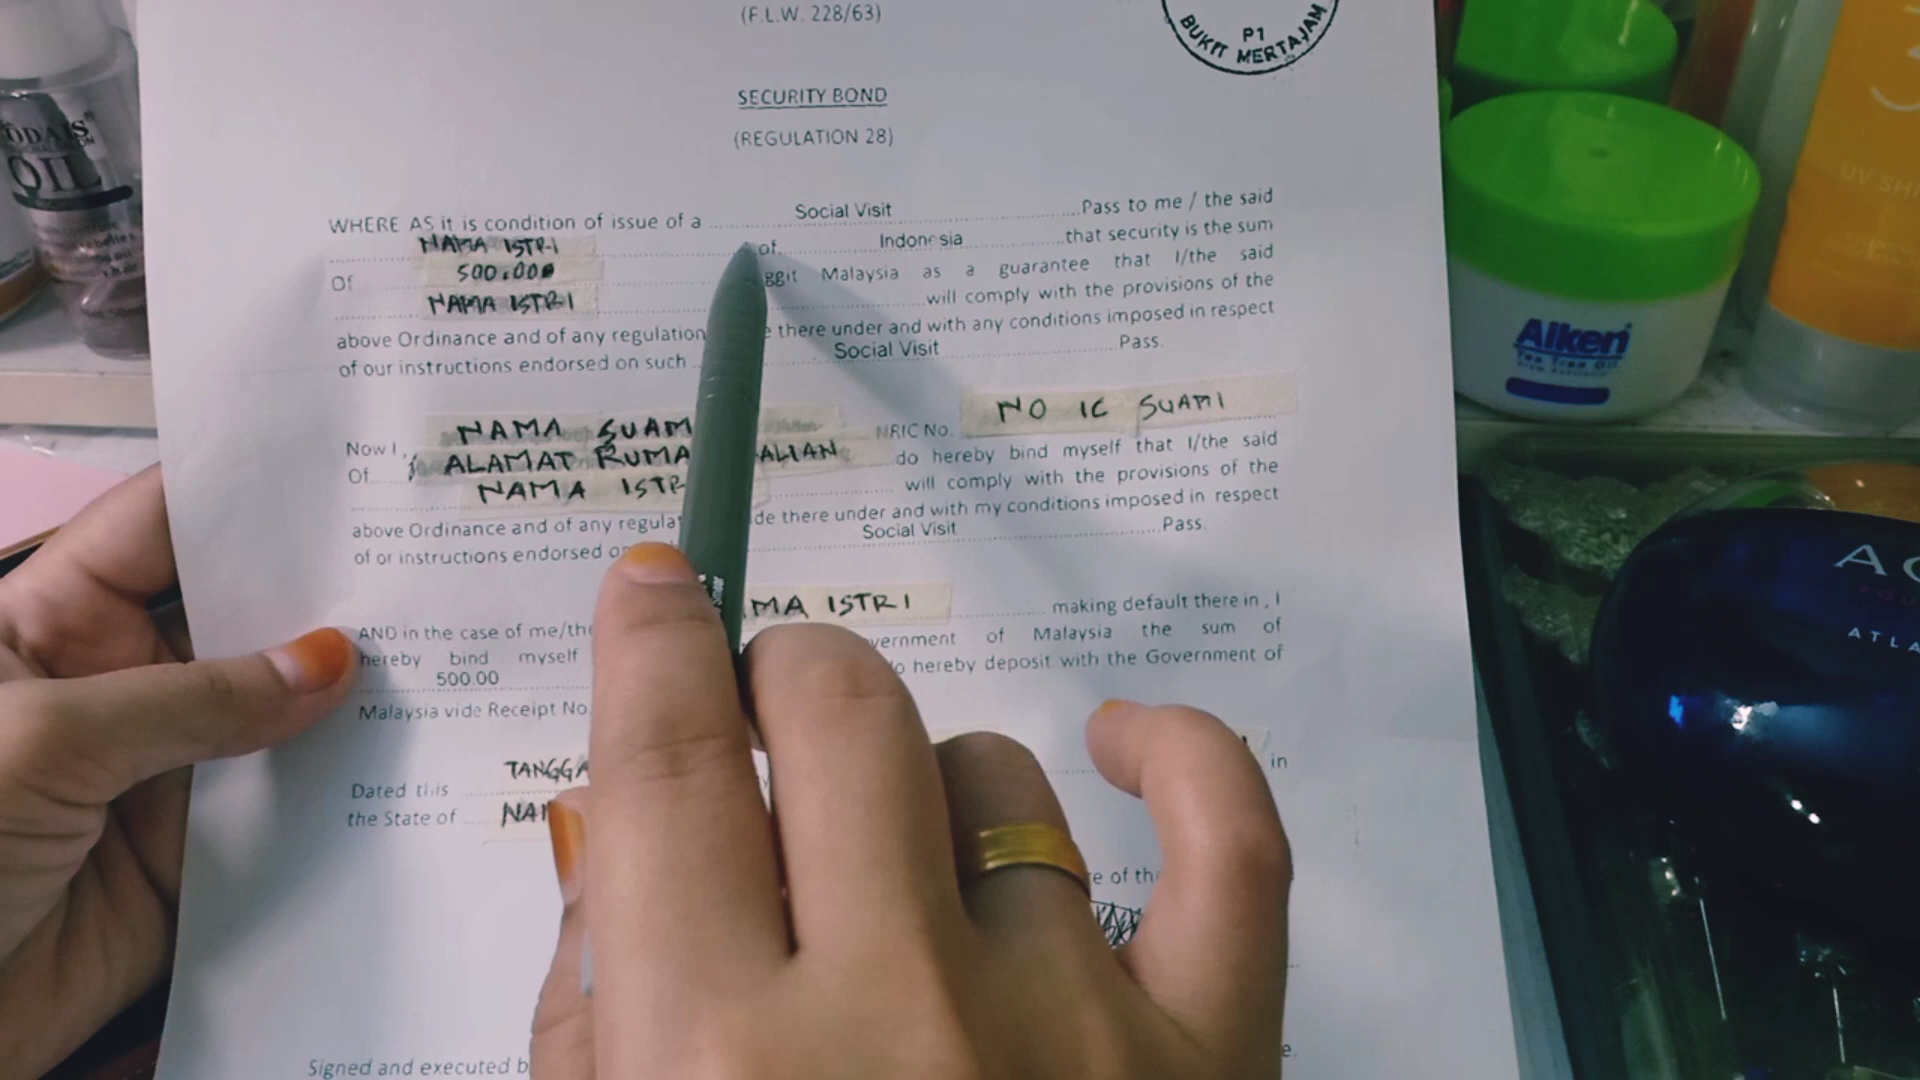 (F.L.W. 228/63)
P1
BUKIT MERTAJAM
SECURITY BOND
(REGULATION 28)
WHERE AS it is condition of issue of a Social Visit Pass to me / the said
NAMA ISTRI of Indonesia that security is the sum
Of 500.000 ggit Malaysia as a guarantee that I/the said
NAMA ISTRI will comply with the provisions of the
above Ordinance and of any regulation there under and with any conditions imposed in respect
of our instructions endorsed on such Social Visit Pass.
Now I, NAMA SUAM NRIC No. NO IC SUAMI
Of ALAMAT RUMA ALIAN do hereby bind myself that I/the said
NAMA ISTR will comply with the provisions of the
above Ordinance and of any regula de there under and with my conditions imposed in respect
of or instructions endorsed Social Visit Pass.
AND in the case of me/the MA ISTRI making default there in , I
hereby bind myself vernment of Malaysia the sum of
500.00 hereby deposit with the Government of
Malaysia vide Receipt No.
Dated this TANGGA in
the State of NA
e of the
Signed and executed b e.
ODAIS
OIL
Alken
Tea Tree Oil
UV SH
AQ
ATLA